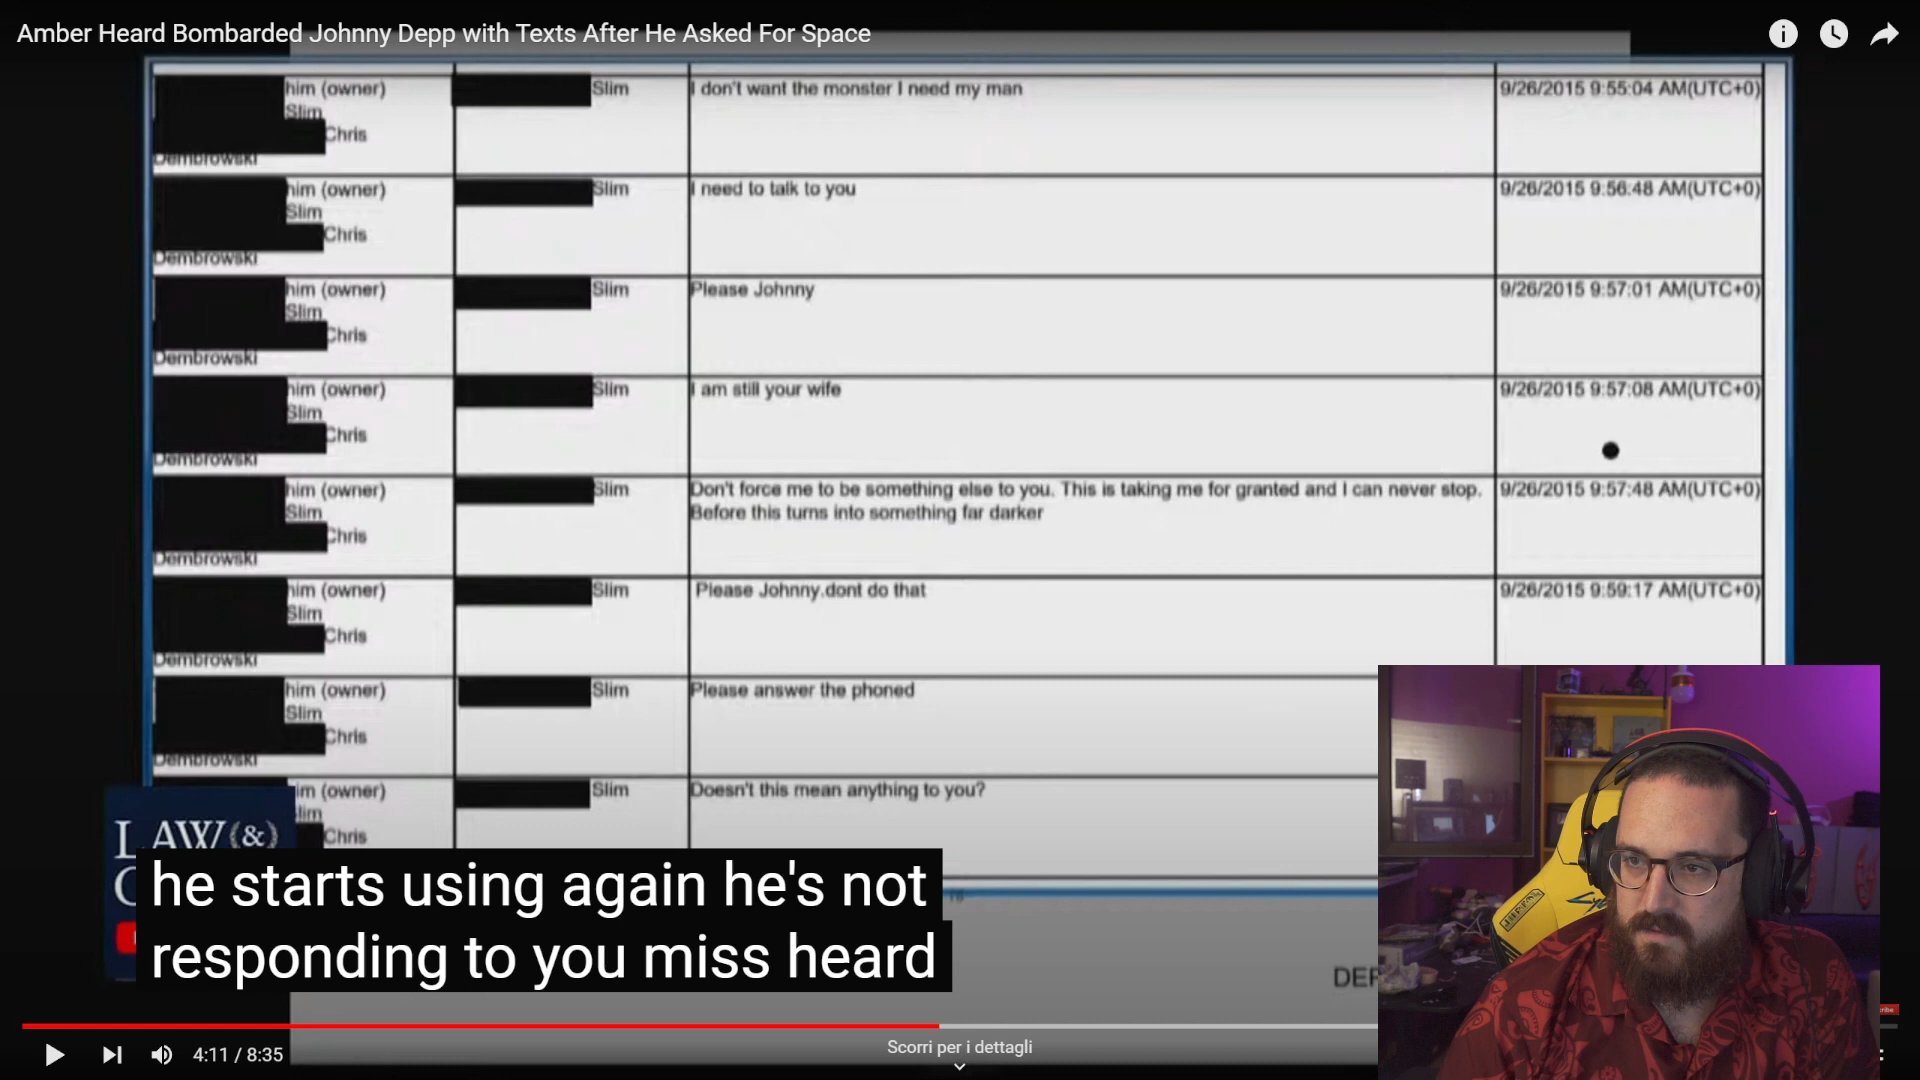 Amber Heard Bombarded Johnny Depp with Texts After He Asked For Space
him (owner) Slim I don't want the monster I need my man 9/26/2015 9:55:04 AM(UTC+0)
Slim
Chris
Dembrowski
him (owner) Slim I need to talk to you 9/26/2015 9:56:48 AM(UTC+0)
Slim
Chris
Dembrowski
him (owner) Slim Please Johnny 9/26/2015 9:57:01 AM(UTC+0)
Slim
Chris
Dembrowski
him (owner) Slim I am still your wife 9/26/2015 9:57:08 AM(UTC+0)
Slim
Chris
Dembrowski
him (owner) Slim Don't force me to be something else to you. This is taking me for granted and I can never stop. 9/26/2015 9:57:48 AM(UTC+0)
Slim Before this turns into something far darker
Chris
Dembrowski
him (owner) Slim Please Johnny.dont do that 9/26/2015 9:59:17 AM(UTC+0)
Slim
Chris
Dembrowski
him (owner) Slim Please answer the phoned
Slim
Chris
Dembrowski
im (owner) Slim Doesn't this mean anything to you?
lim
Chris
LAW (&)
he starts using again he's not
responding to you miss heard
4:11 / 8:35
Scorri per i dettagli